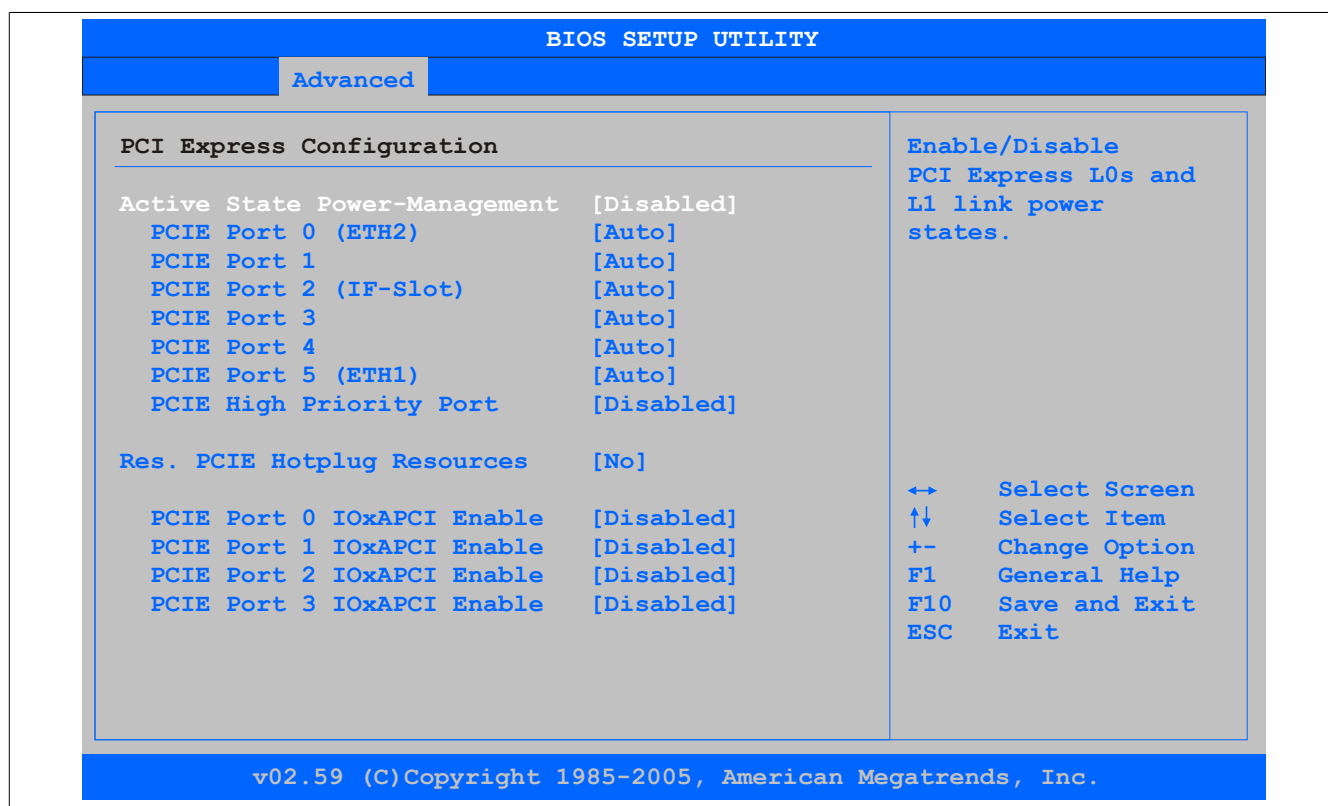 BIOS SETUP UTILITY
Advanced
PCI Express Configuration
Active State Power-Management [Disabled]
PCIE Port 0 (ETH2) [Auto]
PCIE Port 1 [Auto]
PCIE Port 2 (IF-Slot) [Auto]
PCIE Port 3 [Auto]
PCIE Port 4 [Auto]
PCIE Port 5 (ETH1) [Auto]
PCIE High Priority Port [Disabled]
Res. PCIE Hotplug Resources [No]
PCIE Port 0 IOxAPCI Enable [Disabled]
PCIE Port 1 IOxAPCI Enable [Disabled]
PCIE Port 2 IOxAPCI Enable [Disabled]
PCIE Port 3 IOxAPCI Enable [Disabled]
Enable/Disable
PCI Express L0s and
L1 link power
states.
↔ Select Screen
↑↓ Select Item
+- Change Option
F1 General Help
F10 Save and Exit
ESC Exit
v02.59 (C)Copyright 1985-2005, American Megatrends, Inc.